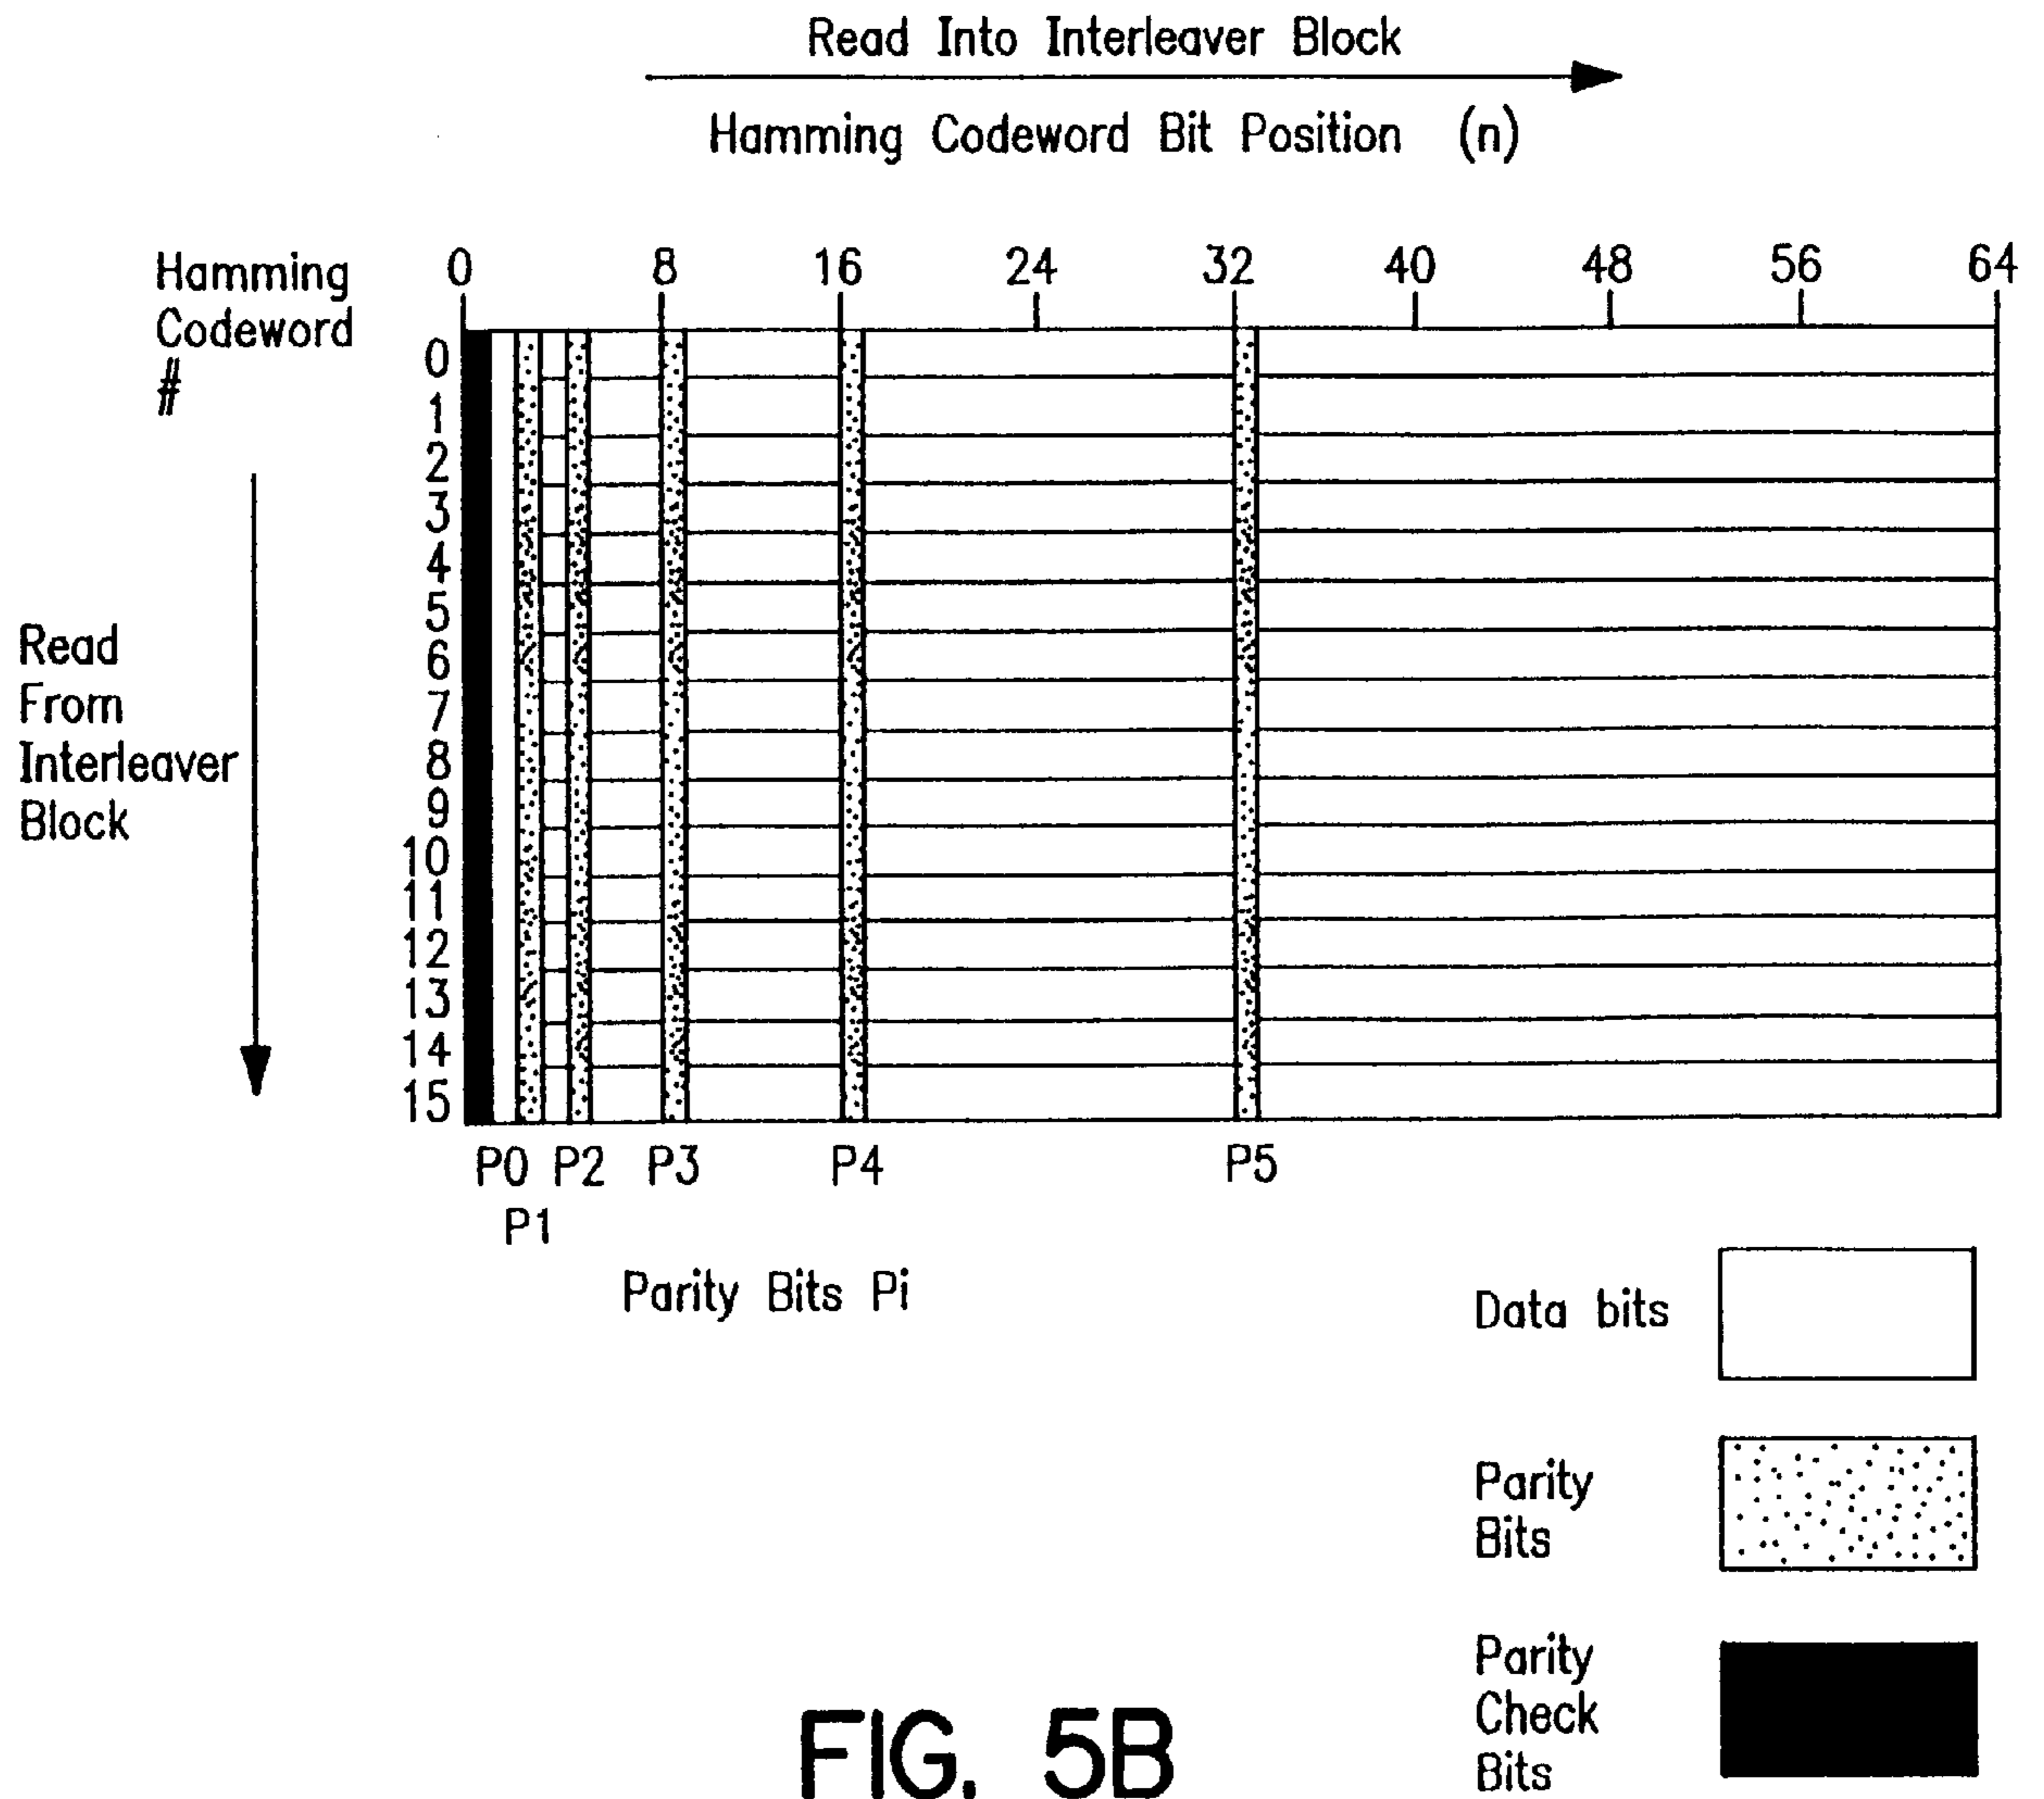 Read Into Interleaver Block
Hamming Codeword Bit Position (n)
Hamming
Codeword
#
0 8 16 24 32 40 48 56 64
0
1
2
3
4
5
6
7
8
9
10
11
12
13
14
15
Read
From
Interleaver
Block
P0 P2 P3 P4 P5
P1
Parity Bits Pi
Data bits
Parity
Bits
Parity
Check
Bits
FIG. 5B